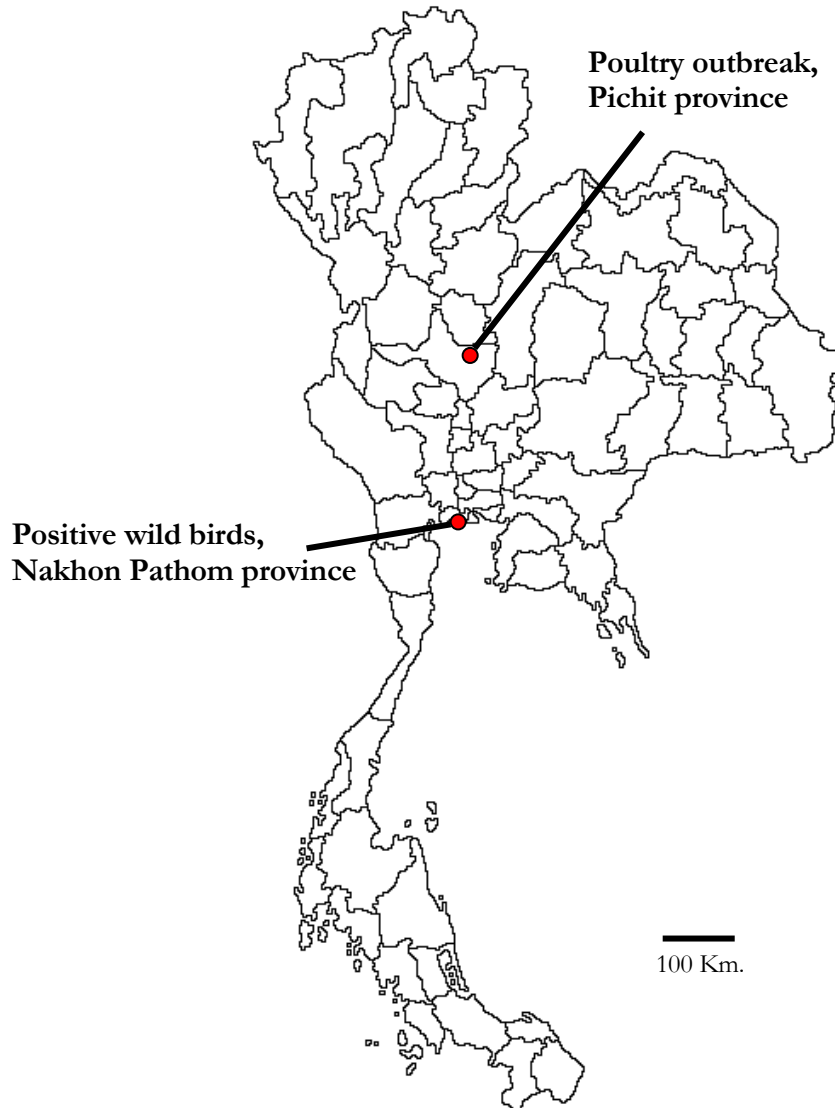 Poultry outbreak,
Pichit province
Positive wild birds,
Nakhon Pathom province
100 Km.